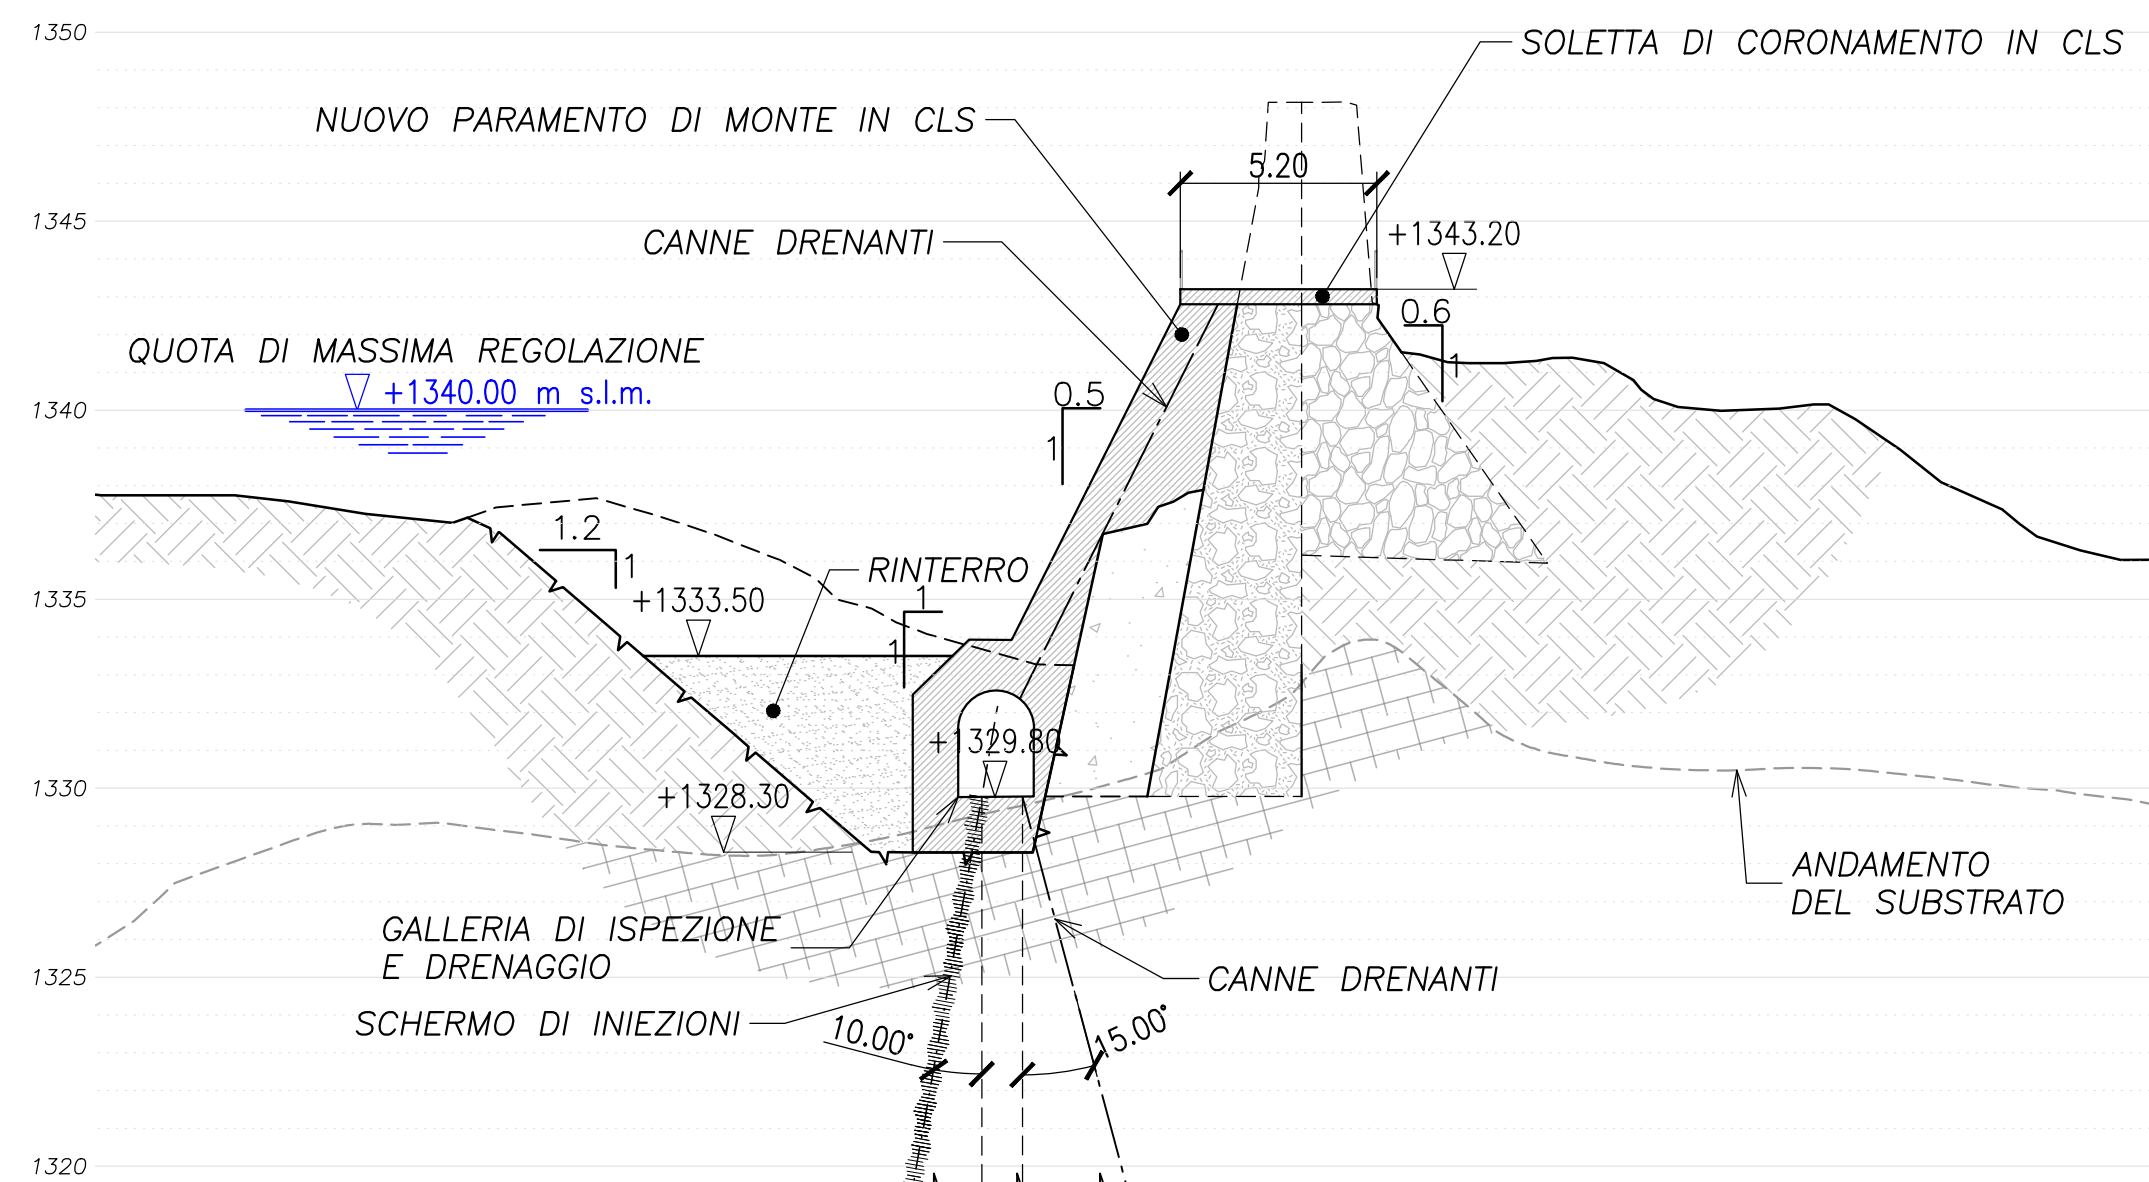 1350
SOLETTA DI CORONAMENTO IN CLS
NUOVO PARAMENTO DI MONTE IN CLS
5.20
1345
CANNE DRENANTI
+1343.20
0.6
1
QUOTA DI MASSIMA REGOLAZIONE
+1340.00 m s.l.m.
1340
0.5
1
1.2
1
RINTERRO
+1333.50
1335
1
1
+1329.80
1330
+1328.30
ANDAMENTO
DEL SUBSTRATO
GALLERIA DI ISPEZIONE
E DRENAGGIO
1325
CANNE DRENANTI
SCHERMO DI INIEZIONI
10.00°
15.00°
1320